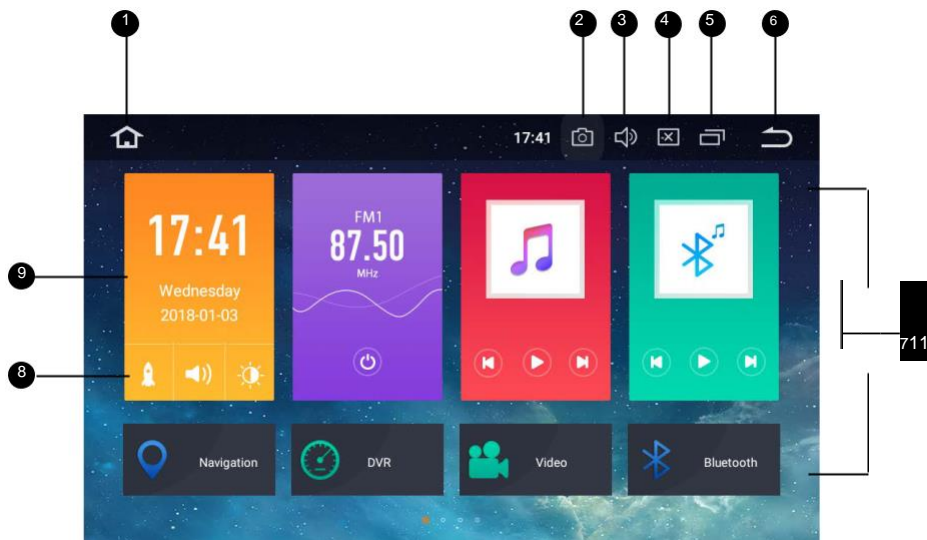 1 2 3 4 5 6
17:41
17:41
Wednesday
2018-01-03
FM1
87.50
MHz
9
8
711
Navigation DVR Video Bluetooth